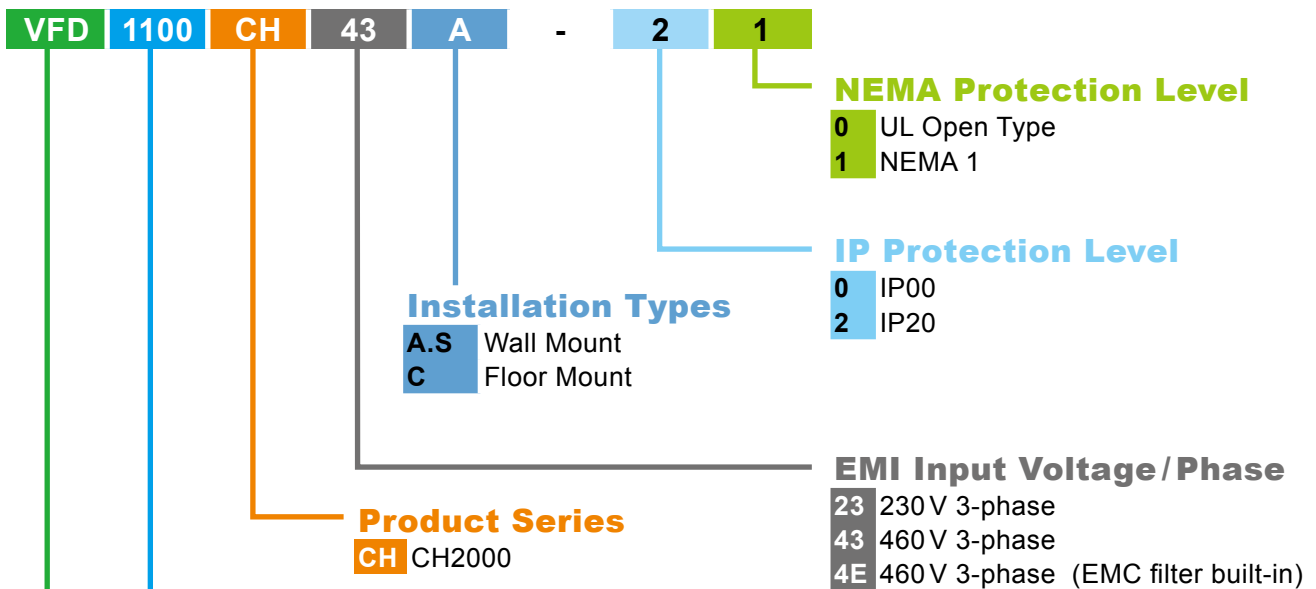 VFD 1100 CH 43 A - 2 1
NEMA Protection Level
0 UL Open Type
1 NEMA 1
IP Protection Level
0 IP00
2 IP20
Installation Types
A.S Wall Mount
C Floor Mount
EMI Input Voltage/Phase
23 230V 3-phase
43 460V 3-phase
4E 460V 3-phase (EMC filter built-in)
Product Series
CH CH2000